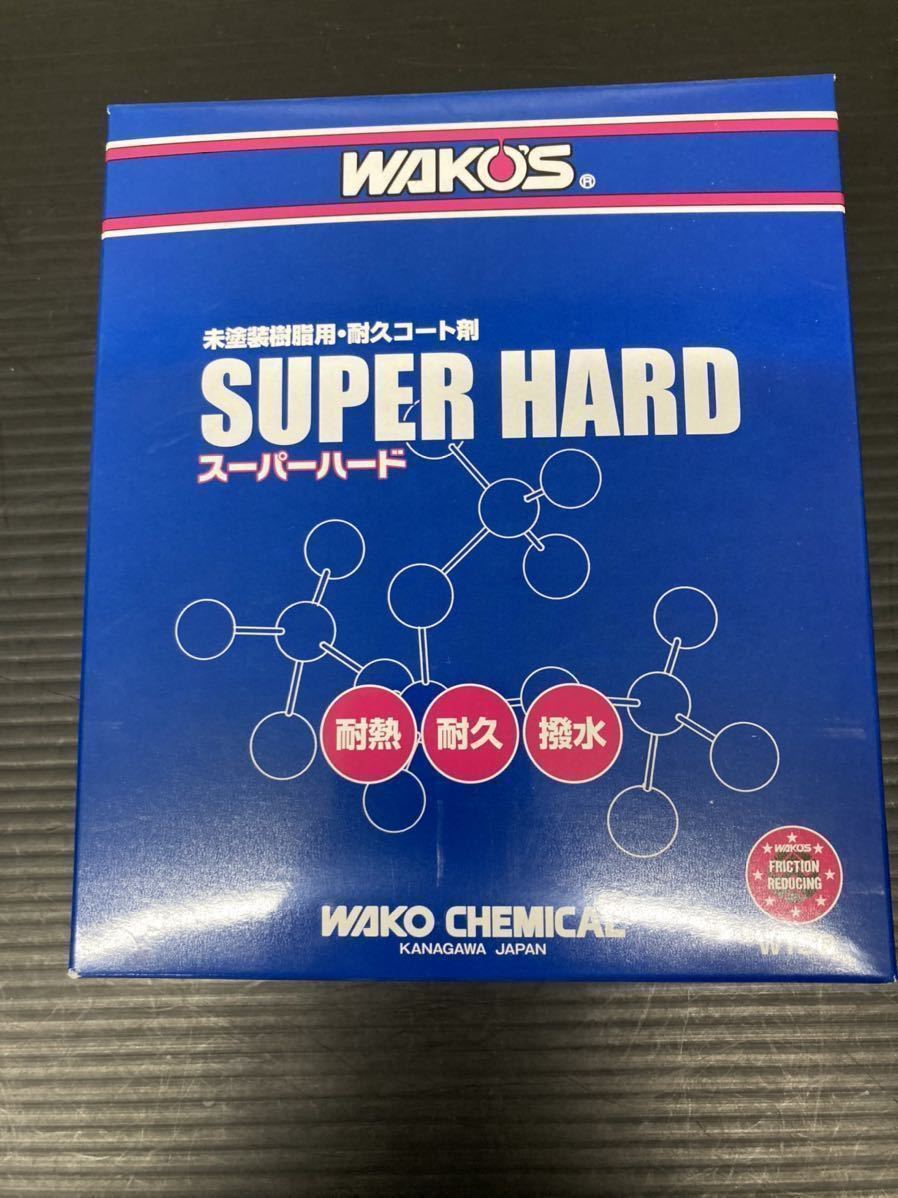 WAKO'S®
未塗装樹脂用・耐久コート剤
SUPER HARD
スーパーハード
耐熱 耐久 撥水
WAKO'S
FRICTION
REDUCING
WAKO CHEMICAL
KANAGAWA JAPAN